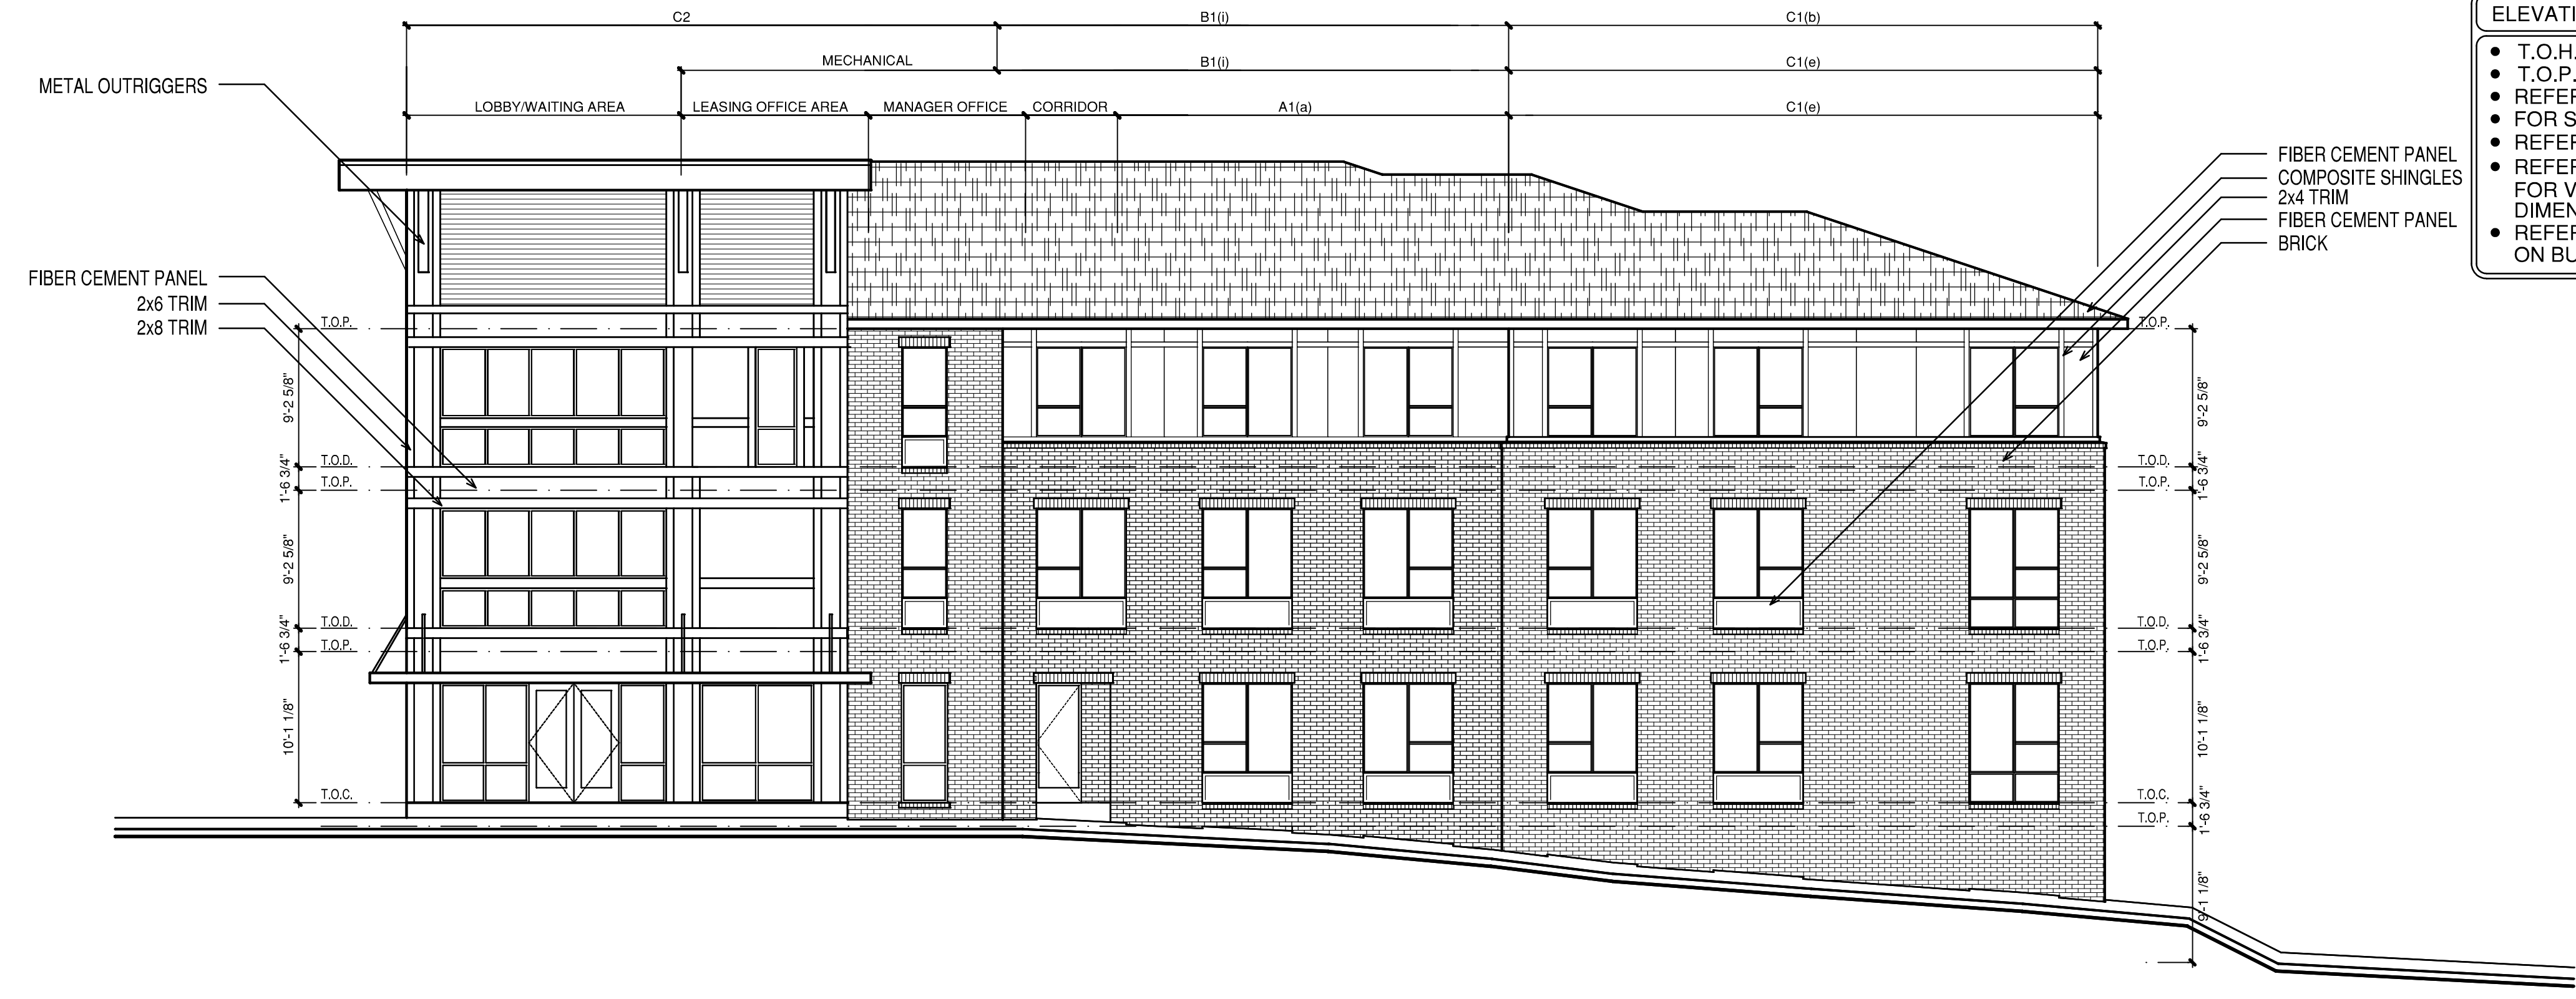 C2
B1(i)
C1(b)
MECHANICAL
B1(i)
C1(e)
LOBBY/WAITING AREA
LEASING OFFICE AREA
MANAGER OFFICE
CORRIDOR
A1(a)
C1(e)
METAL OUTRIGGERS
FIBER CEMENT PANEL
2x6 TRIM
2x8 TRIM
T.O.P.
9'-2 5/8"
T.O.D.
1'-6 3/4"
T.O.P.
9'-2 5/8"
T.O.D.
1'-6 3/4"
T.O.P.
10'-1 1/8"
T.O.C.
FIBER CEMENT PANEL
COMPOSITE SHINGLES
2x4 TRIM
FIBER CEMENT PANEL
BRICK
T.O.P.
9'-2 5/8"
T.O.D.
1'-6 3/4"
T.O.P.
9'-2 5/8"
T.O.D.
1'-6 3/4"
T.O.P.
10'-1 1/8"
T.O.C.
1'-6 3/4"
T.O.P.
9'-1 1/8"
ELEVATI
• T.O.H.
• T.O.P.
• REFER
• FOR S
• REFER
• REFER
FOR V
DIMEN
• REFER
ON BU